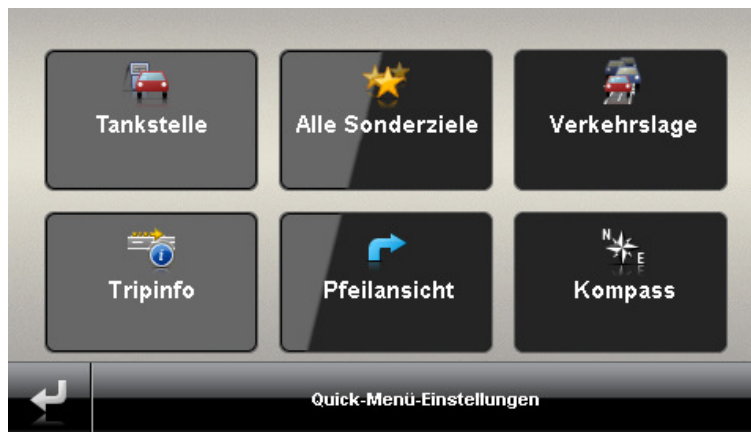 Tankstelle
Alle Sonderziele
Verkehrslage
Tripinfo
Pfeilansicht
N
E
Kompass
Quick-Menü-Einstellungen